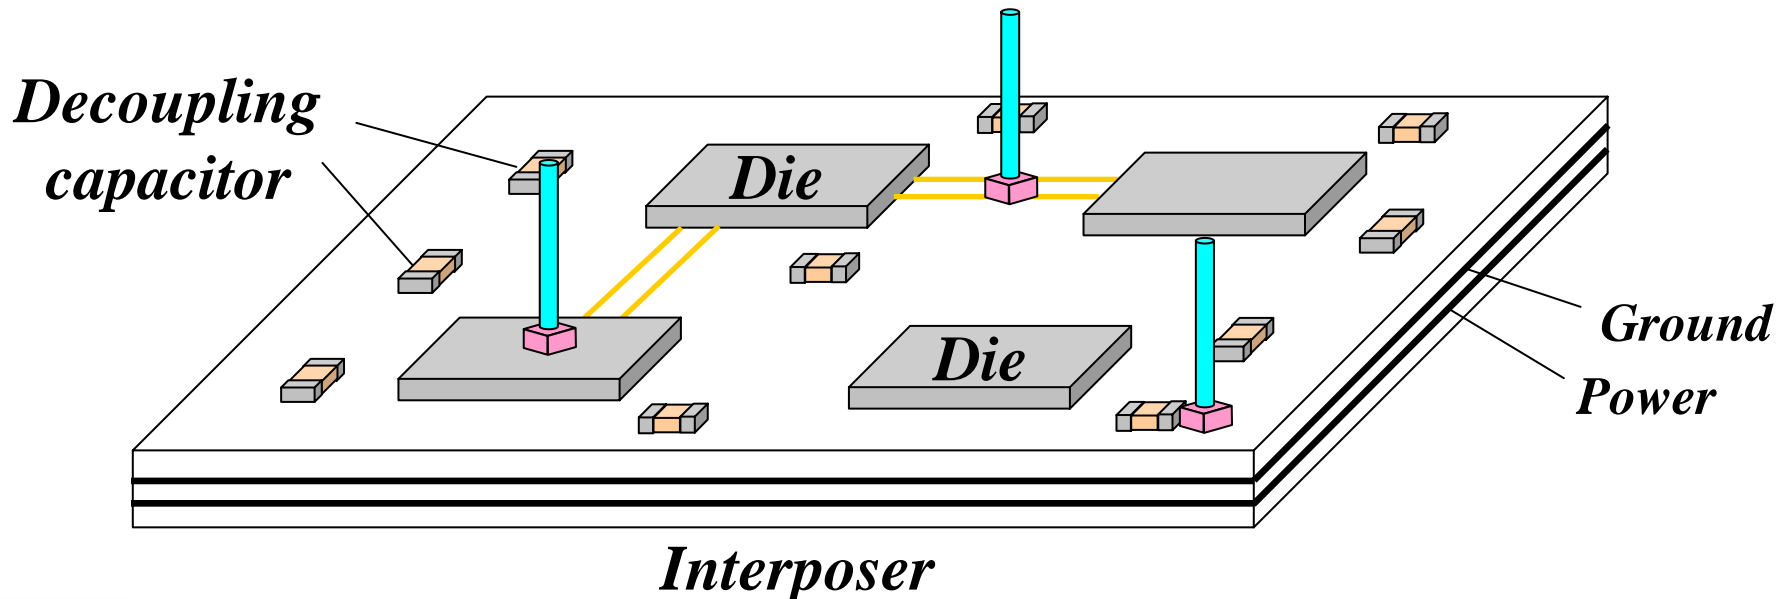 Decoupling
capacitor
Die
Die
Ground
Power
Interposer